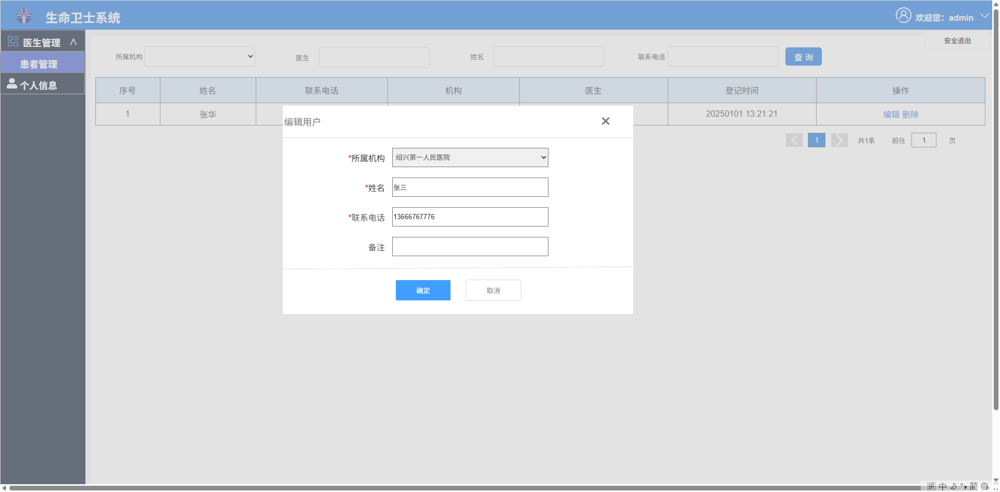 生命卫士系统
欢迎您：admin
安全退出
医生管理
患者管理
个人信息
所属机构 医生 姓名 联系电话 查 询
序号 姓名 联系电话 机构 医生 登记时间 操作
1 张华 20250101 13:21:21 编辑 删除
1 共1条 前往 1 页
编辑用户
*所属机构 绍兴第一人民医院
*姓名 张三
*联系电话 13666767776
备注
确定 取消
拼 中 简